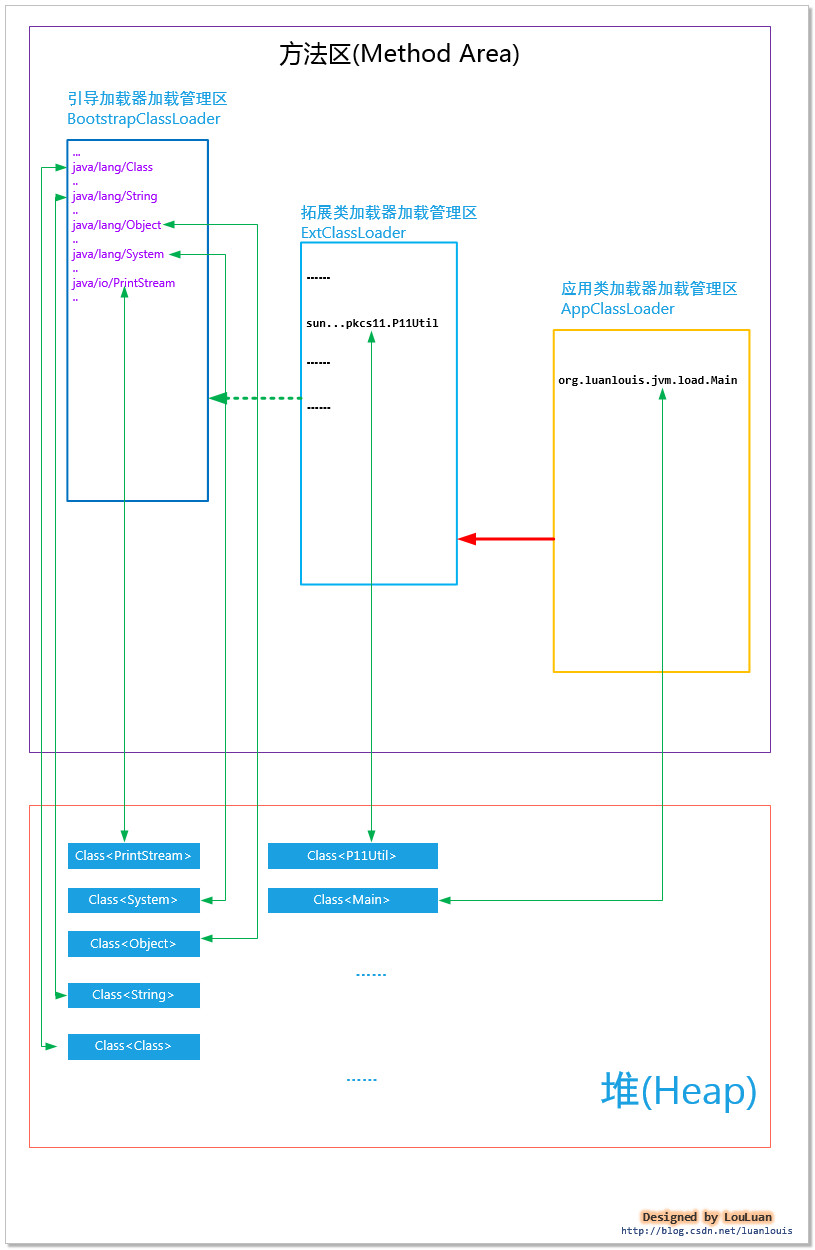 方法区(Method Area)
引导加载器加载管理区
BootstrapClassLoader
...
java/lang/Class
..
java/lang/String
..
java/lang/Object
..
java/lang/System
..
java/io/PrintStream
..
拓展类加载器加载管理区
ExtClassLoader
------
sun...pkcs11.P11Util
------
------
应用类加载器加载管理区
AppClassLoader
org.luanlouis.jvm.load.Main
Class<PrintStream>
Class<P11Util>
Class<System>
Class<Main>
Class<Object>
......
Class<String>
Class<Class>
......
堆(Heap)
Designed by LouLuan
http://blog.csdn.net/luanlouis